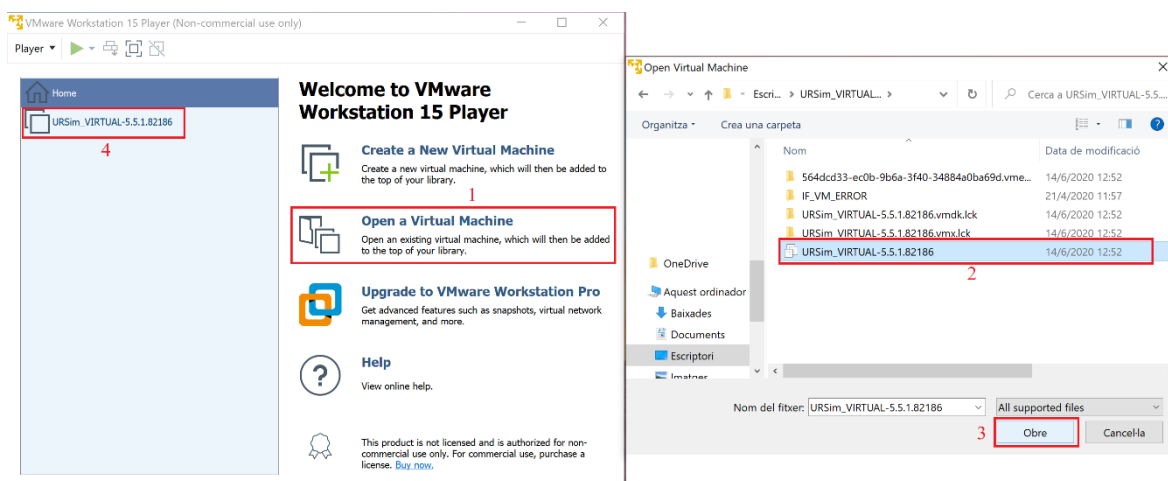 VMware Workstation 15 Player (Non-commercial use only)
Player
Home
URSim_VIRTUAL-5.5.1.82186
4
Welcome to VMware
Workstation 15 Player
Create a New Virtual Machine
Create a new virtual machine, which will then be added to
the top of your library.
1
Open a Virtual Machine
Open an existing virtual machine, which will then be added
to the top of your library.
Upgrade to VMware Workstation Pro
Get advanced features such as snapshots, virtual network
management, and more.
Help
View online help.
This product is not licensed and is authorized for non-
commercial use only. For commercial use, purchase a
license. Buy now.
Open Virtual Machine
Escri... > URSim_VIRTUAL... >
Cerca a URSim_VIRTUAL-5.5....
Organitza
Crea una carpeta
Nom
Data de modificació
564dcd33-ec0b-9b6a-3f40-34884a0ba69d.vme... 14/6/2020 12:52
IF_VM_ERROR 21/4/2020 11:57
URSim_VIRTUAL-5.5.1.82186.vmdk.lck 14/6/2020 12:52
URSim_VIRTUAL-5.5.1.82186.vmx.lck 14/6/2020 12:52
URSim_VIRTUAL-5.5.1.82186 14/6/2020 12:52
2
OneDrive
Aquest ordinador
Baixades
Documents
Escriptori
Imatges
Nom del fitxer: URSim_VIRTUAL-5.5.1.82186
All supported files
3
Obre
Cancel·la